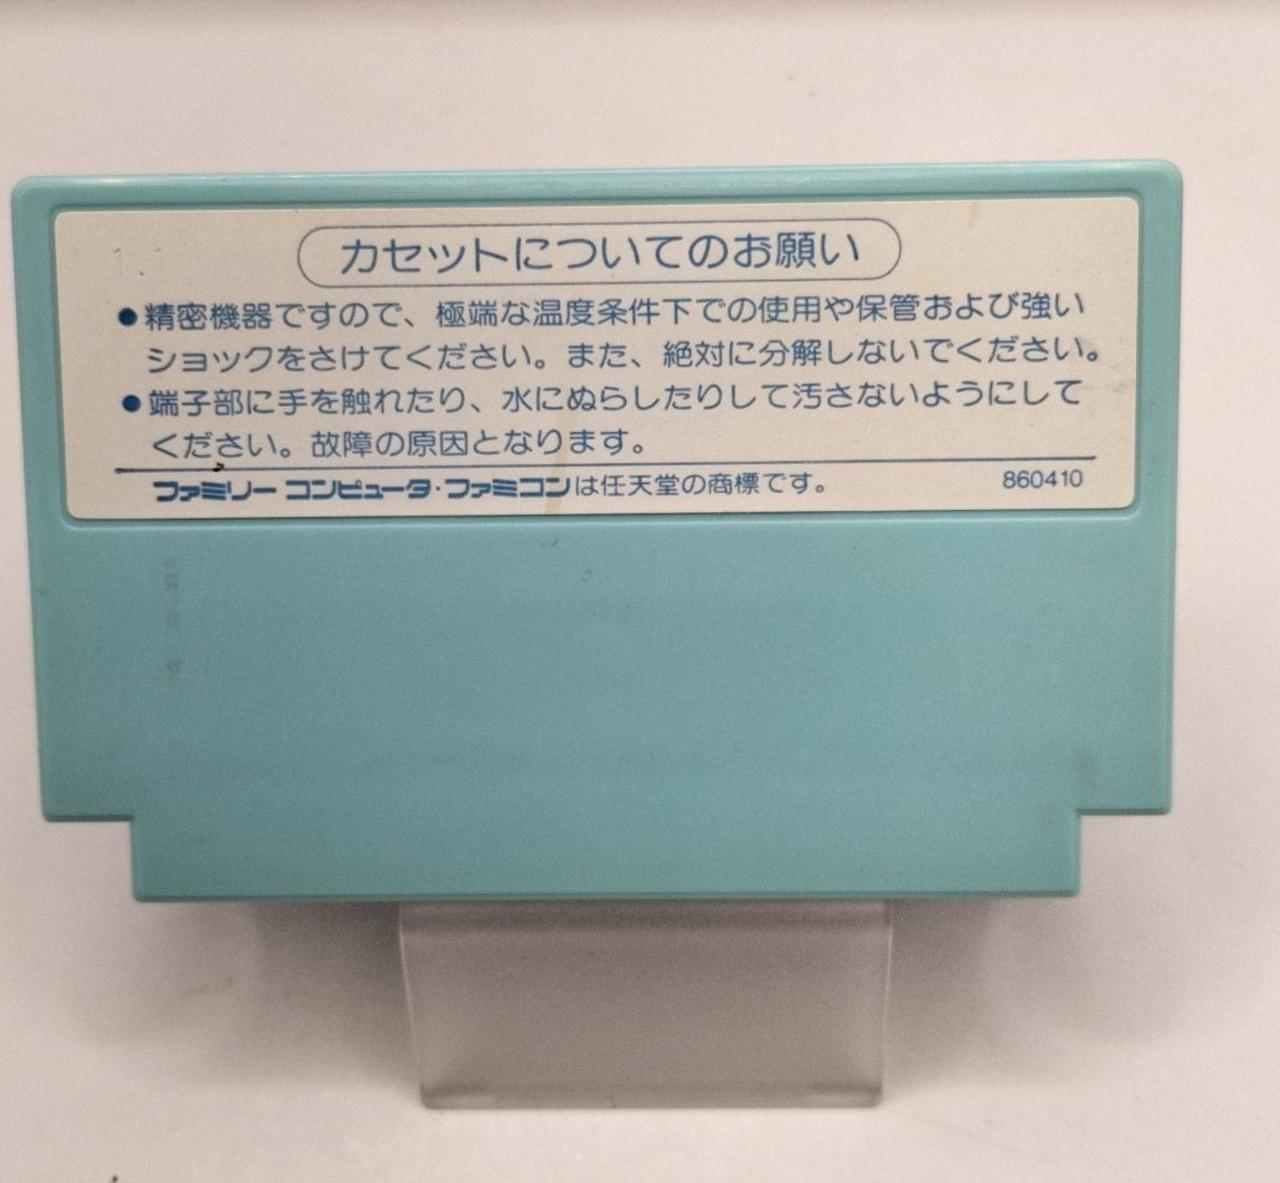 カセットについてのお願い
●精密機器ですので、極端な温度条件下での使用や保管および強い
ショックをさけてください。また、絶対に分解しないでください。
●端子部に手を触れたり、水にぬらしたりして汚さないようにして
ください。故障の原因となります。
ファミリー コンピュータ・ファミコンは任天堂の商標です。 860410